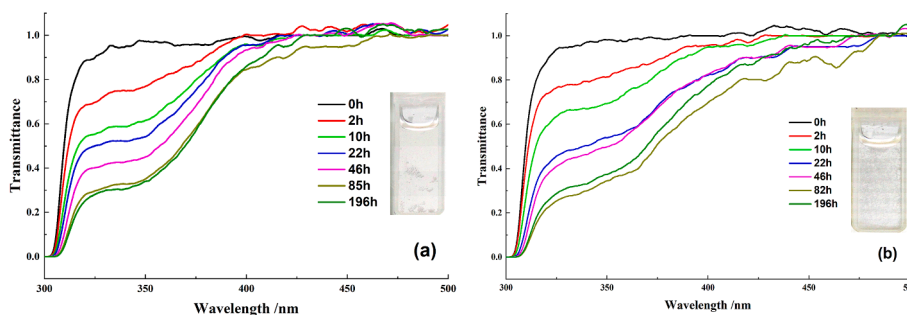 Transmittance
1.0
0.8
0.6
0.4
0.2
0.0
0h
2h
10h
22h
46h
85h
196h
(a)
300 350 400 450 500
Wavelength /nm
Transmittance
1.0
0.8
0.6
0.4
0.2
0.0
0h
2h
10h
22h
46h
82h
196h
(b)
300 350 400 450
Wavelength /nm